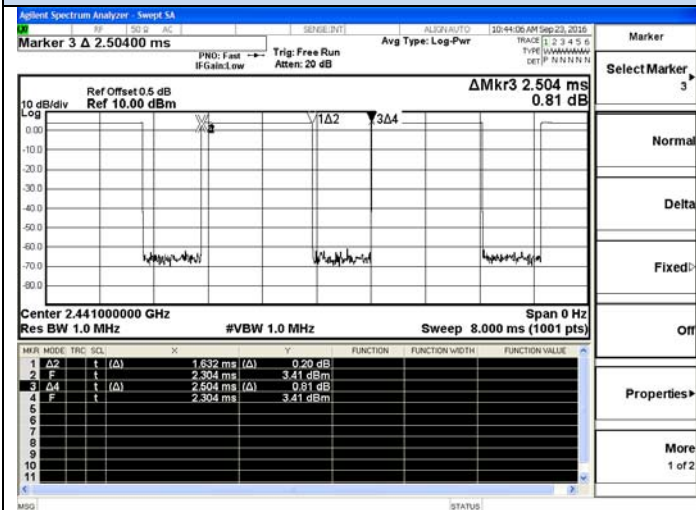 Agilent Spectrum Analyzer - Swept SA
RF 50 Ω AC SENSE:INT ALIGN AUTO 10:44:06 AM Sep 23, 2016
Marker 3 Δ 2.50400 ms
PNO: Fast
IFGain:Low
Trig: Free Run
Atten: 20 dB
Avg Type: Log-Pwr
TRACE 1 2 3 4 5 6
TYPE WWWWWW
DET P N N N N N
Ref Offset 0.5 dB
10 dB/div Ref 10.00 dBm
Log
ΔMkr3 2.504 ms
0.81 dB
1Δ2
3Δ4
0.00
-10.0
-20.0
-30.0
-40.0
-50.0
-60.0
-70.0
-80.0
Center 2.441000000 GHz Span 0 Hz
Res BW 1.0 MHz #VBW 1.0 MHz Sweep 8.000 ms (1001 pts)
MKR MODE TRC SCL X Y FUNCTION FUNCTION WIDTH FUNCTION VALUE
1 Δ2 t (Δ) 1.632 ms (Δ) 0.20 dB
2 F t 2.304 ms 3.41 dBm
3 Δ4 t (Δ) 2.504 ms (Δ) 0.81 dB
4 F t 2.304 ms 3.41 dBm
5
6
7
8
9
10
11
MSG STATUS
Marker
Select Marker
3
Normal
Delta
Fixed
Off
Properties
More
1 of 2